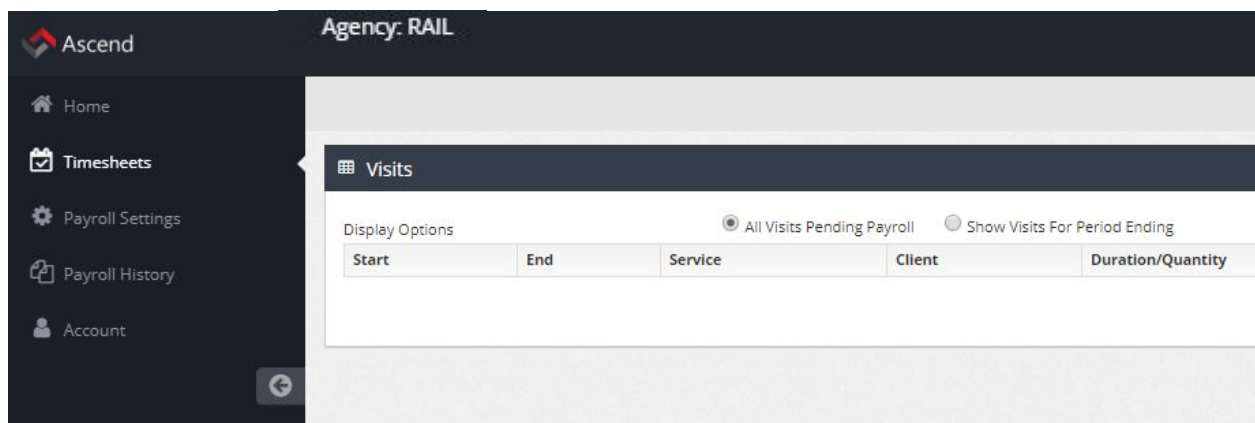 Ascend
Agency: RAIL
Home
Timesheets
Visits
Payroll Settings
Display Options All Visits Pending Payroll Show Visits For Period Ending
Start End Service Client Duration/Quantity
Payroll History
Account